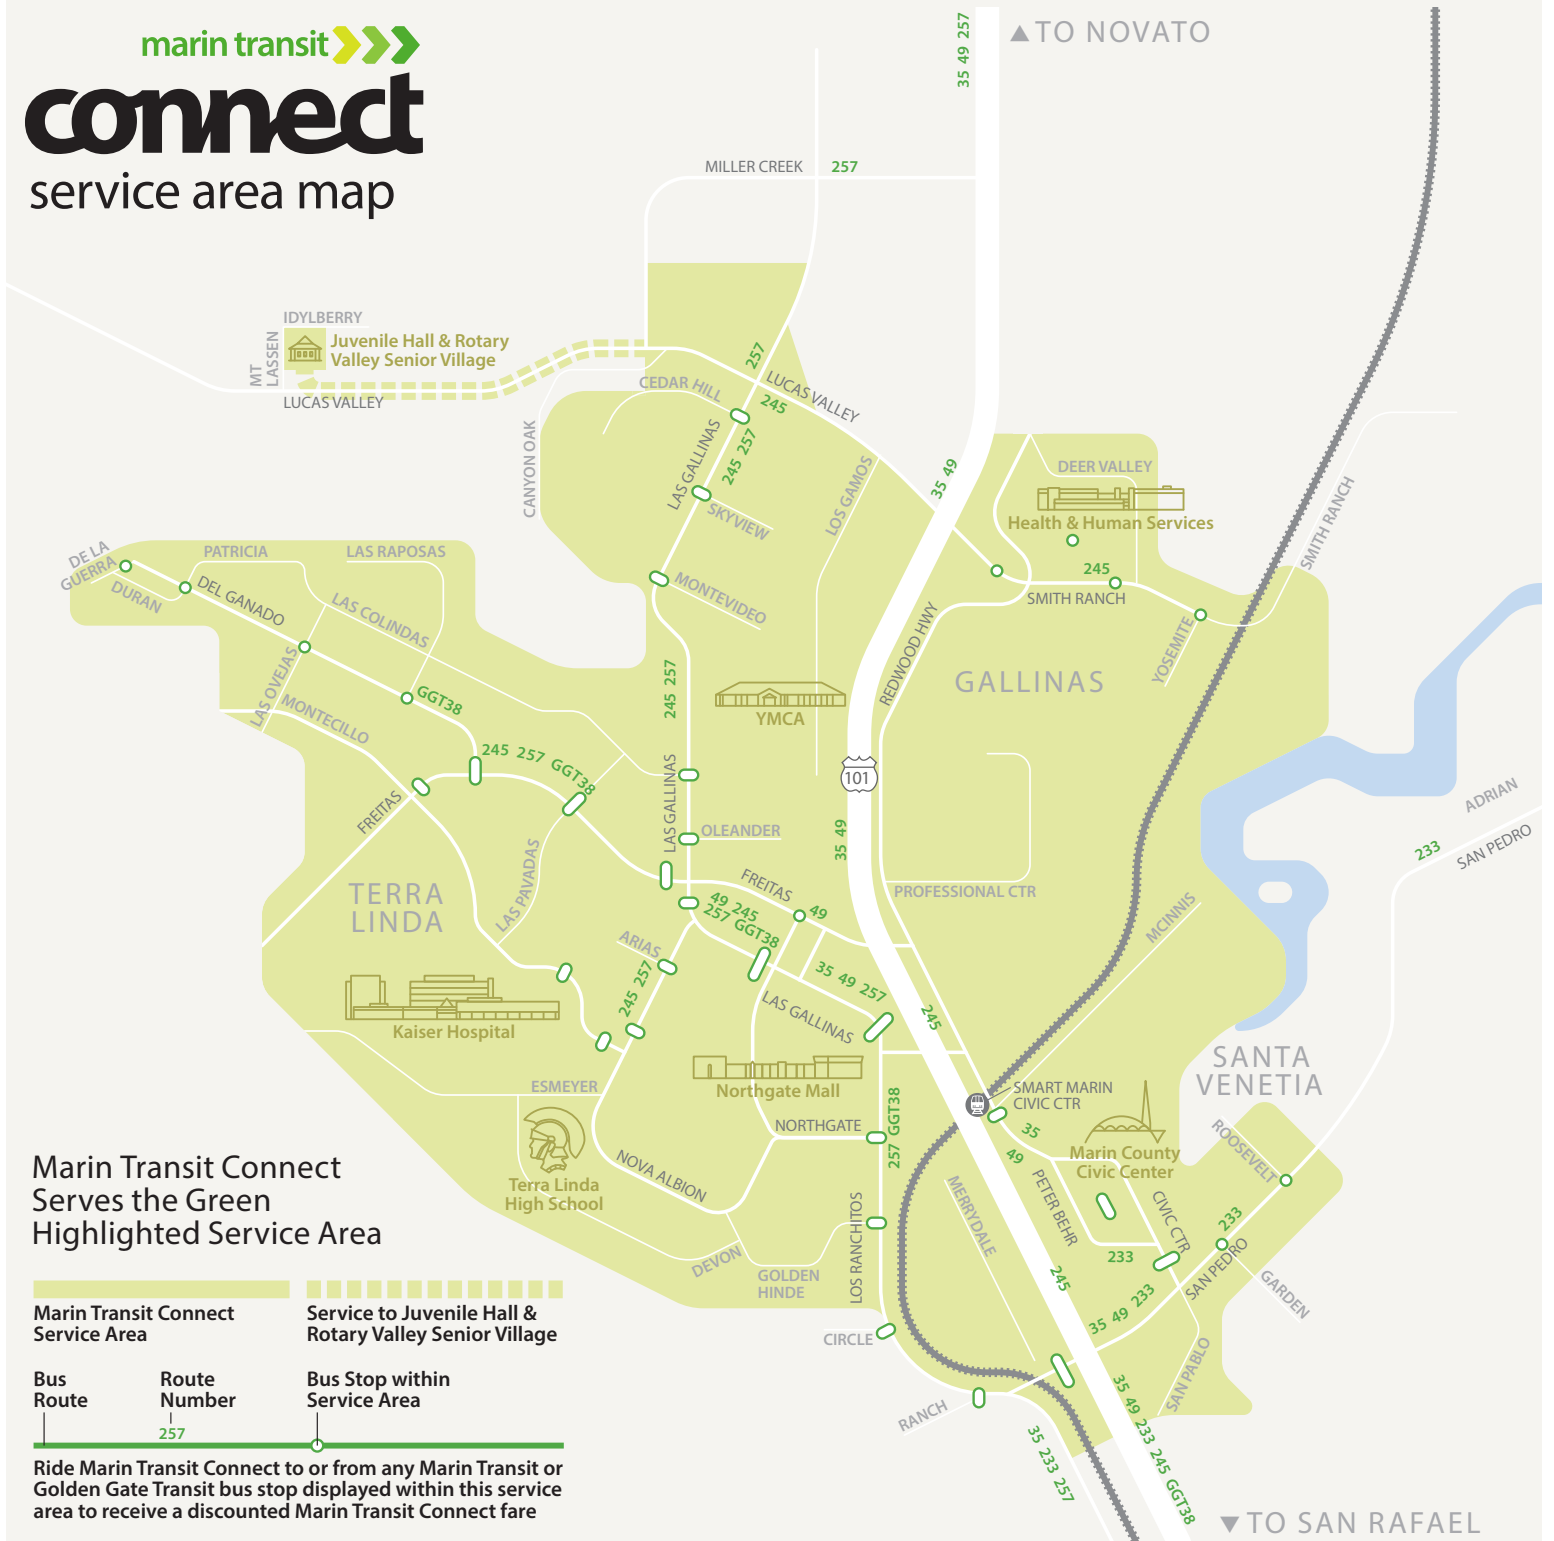 marin transit
connect
service area map
TO NOVATO
35 49 257
MILLER CREEK 257
IDYLBERRY
MT
LASSEN
Juvenile Hall & Rotary
Valley Senior Village
LUCAS VALLEY
257
CEDAR HILL
LUCAS VALLEY
245
CANYON OAK
LAS GALLINAS
245 257
SKYVIEW
LOS GAMOS
35 49
DEER VALLEY
Health & Human Services
SMITH RANCH
245
SMITH RANCH
DE LA
GUERRA
PATRICIA
LAS RAPOSAS
DURAN
DEL GANADO
LAS COLINDAS
MONTEVIDEO
REDWOOD HWY
YOSEMITE
GALLINAS
LAS OVEJAS
MONTECILLO
GGT38
245 257
YMCA
245 257 GGT38
101
FREITAS
LAS GALLINAS
OLEANDER
35 49
ADRIAN
233
SAN PEDRO
TERRA
LINDA
LAS PAVADAS
FREITAS
49
PROFESSIONAL CTR
49 245
257 GGT38
MCINNIS
ARIAS
245 257
35 49 257
LAS GALLINAS
245
Kaiser Hospital
SANTA
VENETIA
Northgate Mall
ESMEYER
SMART MARIN
CIVIC CTR
257 GGT38
NORTHGATE
35
49
Marin County
Civic Center
ROOSEVELT
Terra Linda
High School
NOVA ALBION
MERRYDALE
PETER BEHR
CIVIC CTR
233
LOS RANCHITOS
233
SAN PEDRO
DEVON
GOLDEN
HINDE
245
35 49 233
GARDEN
CIRCLE
SAN PABLO
RANCH
35 233 257
35 49 233 245 GGT38
TO SAN RAFAEL
Marin Transit Connect
Serves the Green
Highlighted Service Area
Marin Transit Connect
Service Area
Service to Juvenile Hall &
Rotary Valley Senior Village
Bus
Route
Route
Number
Bus Stop within
Service Area
257
Ride Marin Transit Connect to or from any Marin Transit or
Golden Gate Transit bus stop displayed within this service
area to receive a discounted Marin Transit Connect fare